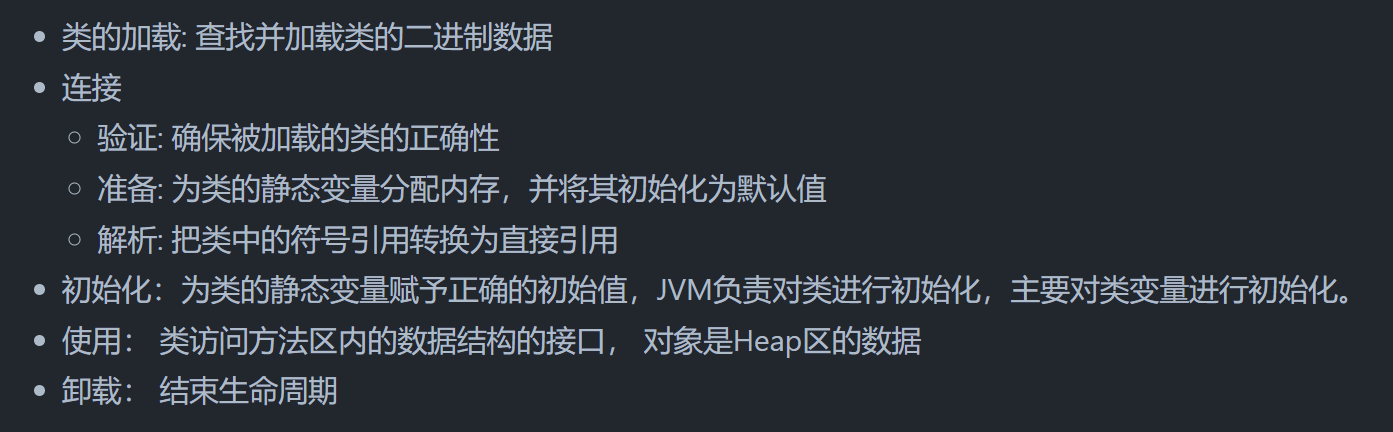 类的加载: 查找并加载类的二进制数据
连接
验证: 确保被加载的类的正确性
准备: 为类的静态变量分配内存，并将其初始化为默认值
解析: 把类中的符号引用转换为直接引用
初始化：为类的静态变量赋予正确的初始值，JVM负责对类进行初始化，主要对类变量进行初始化。
使用： 类访问方法区内的数据结构的接口， 对象是Heap区的数据
卸载： 结束生命周期